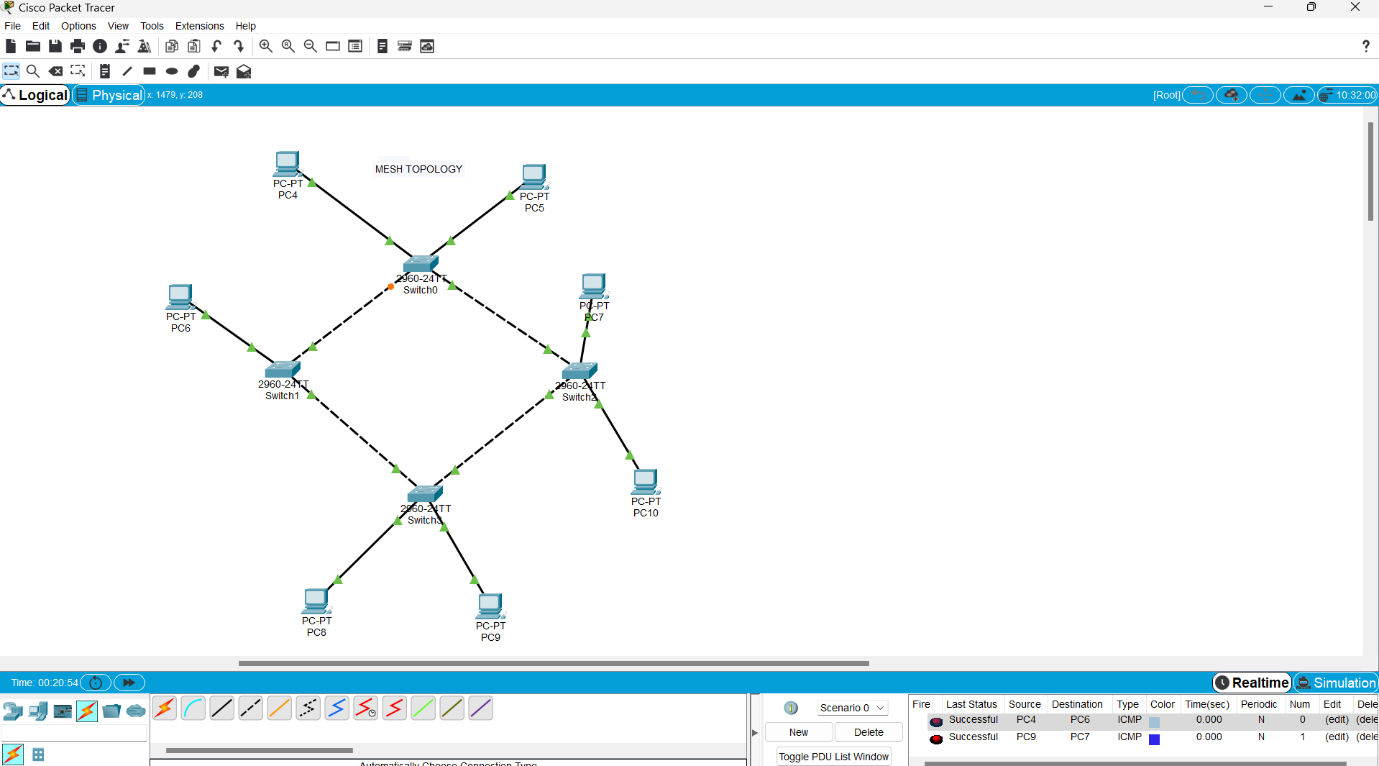 Cisco Packet Tracer
File Edit Options View Tools Extensions Help
?
Logical Physical x: 1479, y: 208 [Root] 10:32:00
MESH TOPOLOGY
PC-PT
PC4
PC-PT
PC5
2960-24TT
Switch0
PC-PT
PC6
PC-PT
PC7
2960-24TT
Switch1
2960-24TT
Switch2
2960-24TT
Switch3
PC-PT
PC10
PC-PT
PC8
PC-PT
PC9
Time: 00:20:54 Realtime Simulation
Scenario 0
New Delete
Toggle PDU List Window
Fire Last Status Source Destination Type Color Time(sec) Periodic Num Edit Dele
Successful PC4 PC6 ICMP 0.000 N 0 (edit) (dele
Successful PC9 PC7 ICMP 0.000 N 1 (edit) (dele
Automatically Choose Connection Type